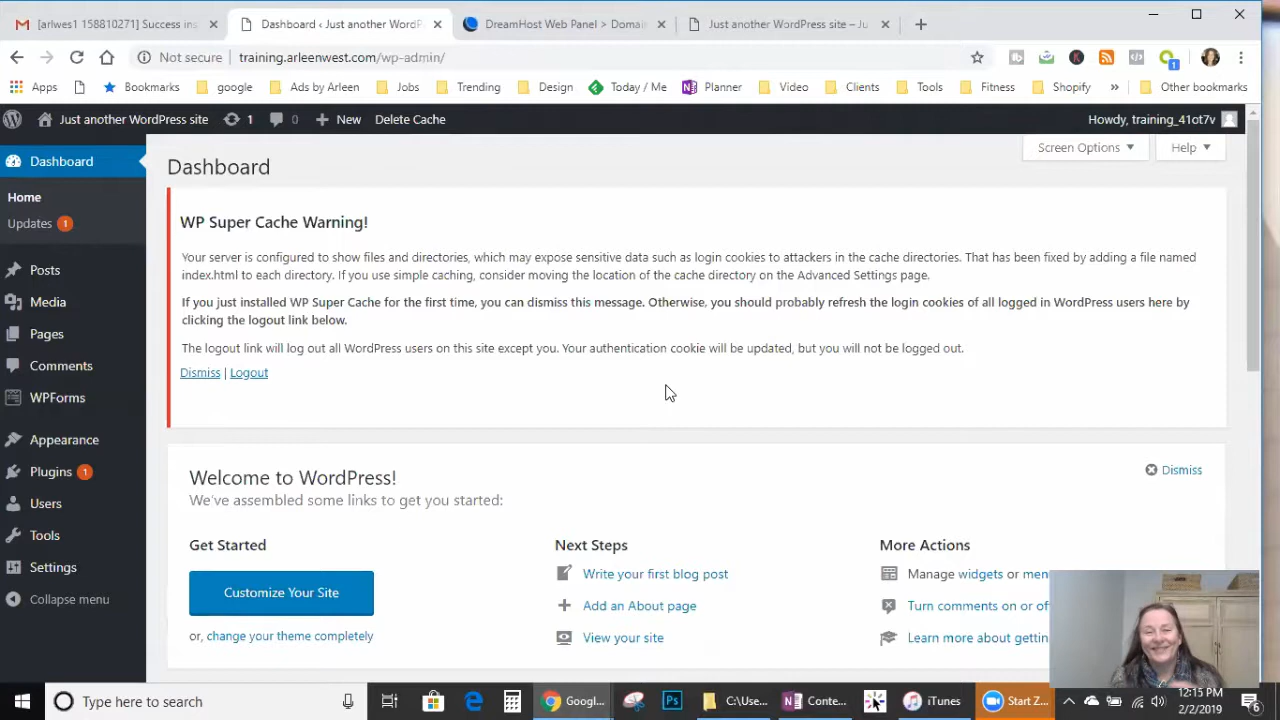 [arlwes1 158810271] Success ins
Dashboard ‹ Just another WordPr
DreamHost Web Panel > Domai
Just another WordPress site – Ju
Not secure
training.arleenwest.com/wp-admin/
1
Apps
Bookmarks
google
Ads by Arleen
Jobs
Trending
Design
Today / Me
Planner
Video
Clients
Tools
Fitness
Shopify
»
Other bookmarks
Just another WordPress site
1
0
New
Delete Cache
Howdy, training_41ot7v
Dashboard
Home
Updates 1
Posts
Media
Pages
Comments
WPForms
Appearance
Plugins 1
Users
Tools
Settings
Collapse menu
Screen Options
Help
Dashboard
WP Super Cache Warning!
Your server is configured to show files and directories, which may expose sensitive data such as login cookies to attackers in the cache directories. That has been fixed by adding a file named
index.html to each directory. If you use simple caching, consider moving the location of the cache directory on the Advanced Settings page.
If you just installed WP Super Cache for the first time, you can dismiss this message. Otherwise, you should probably refresh the login cookies of all logged in WordPress users here by
clicking the logout link below.
The logout link will log out all WordPress users on this site except you. Your authentication cookie will be updated, but you will not be logged out.
Dismiss | Logout
Welcome to WordPress!
Dismiss
We've assembled some links to get you started:
Get Started
Customize Your Site
or, change your theme completely
Next Steps
Write your first blog post
Add an About page
View your site
More Actions
Manage widgets or men
Turn comments on or of
Learn more about gettin
Type here to search
Googl...
Ps
C:\Use...
Conte...
iTunes
Start Z...
12:15 PM
2/2/2019
6